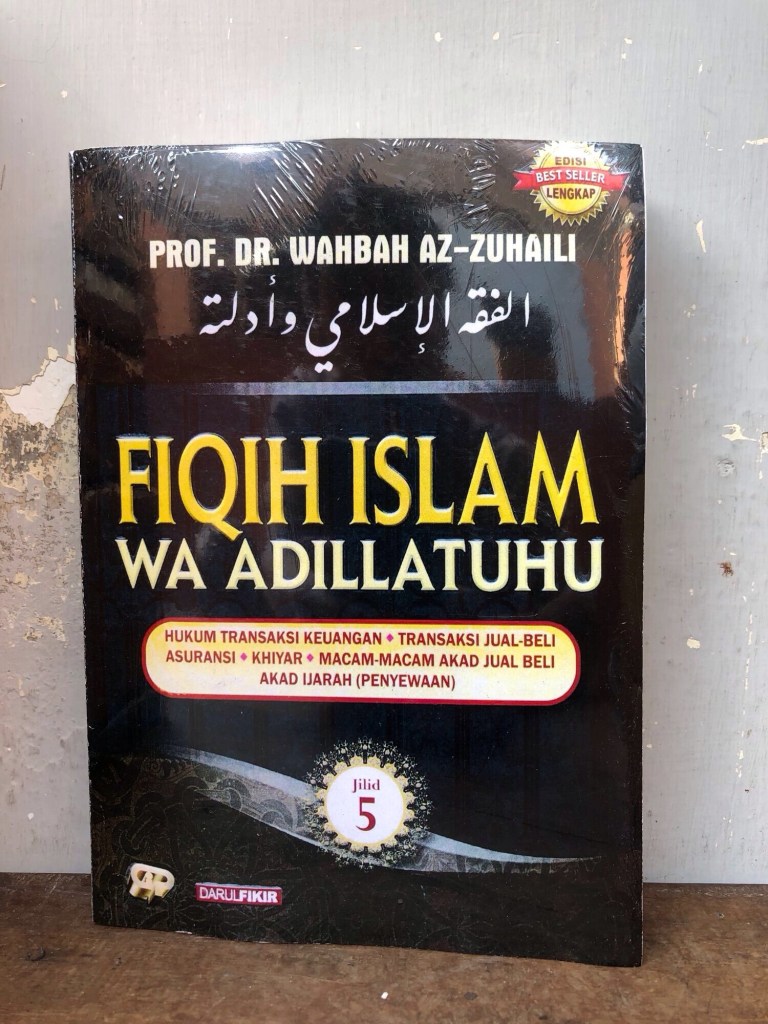 EDISI
BEST SELLER
LENGKAP
PROF. DR. WAHBAH AZ-ZUHAILI
الفقه الإسلامي وأدلته
FIQIH ISLAM
WA ADILLATUHU
HUKUM TRANSAKSI KEUANGAN ♦ TRANSAKSI JUAL-BELI
ASURANSI ♦ KHIYAR ♦ MACAM-MACAM AKAD JUAL BELI
AKAD IJARAH (PENYEWAAN)
Jilid
5
DARULFIKIR